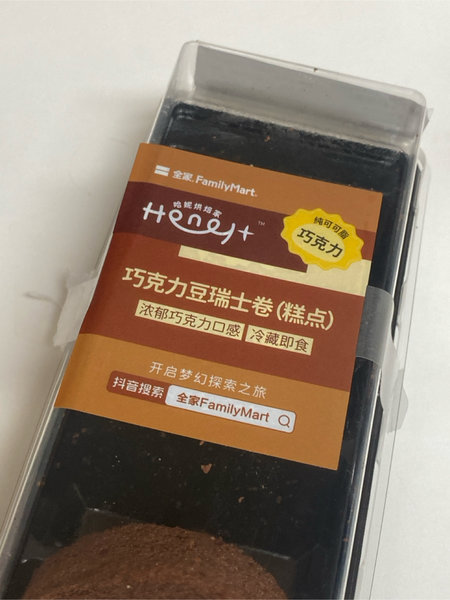 全家 FamilyMart
哈妮烘焙家
Honey+ TM
纯可可脂
巧克力
巧克力豆瑞士卷(糕点)
浓郁巧克力口感 冷藏即食
开启梦幻探索之旅
抖音搜索 全家FamilyMart